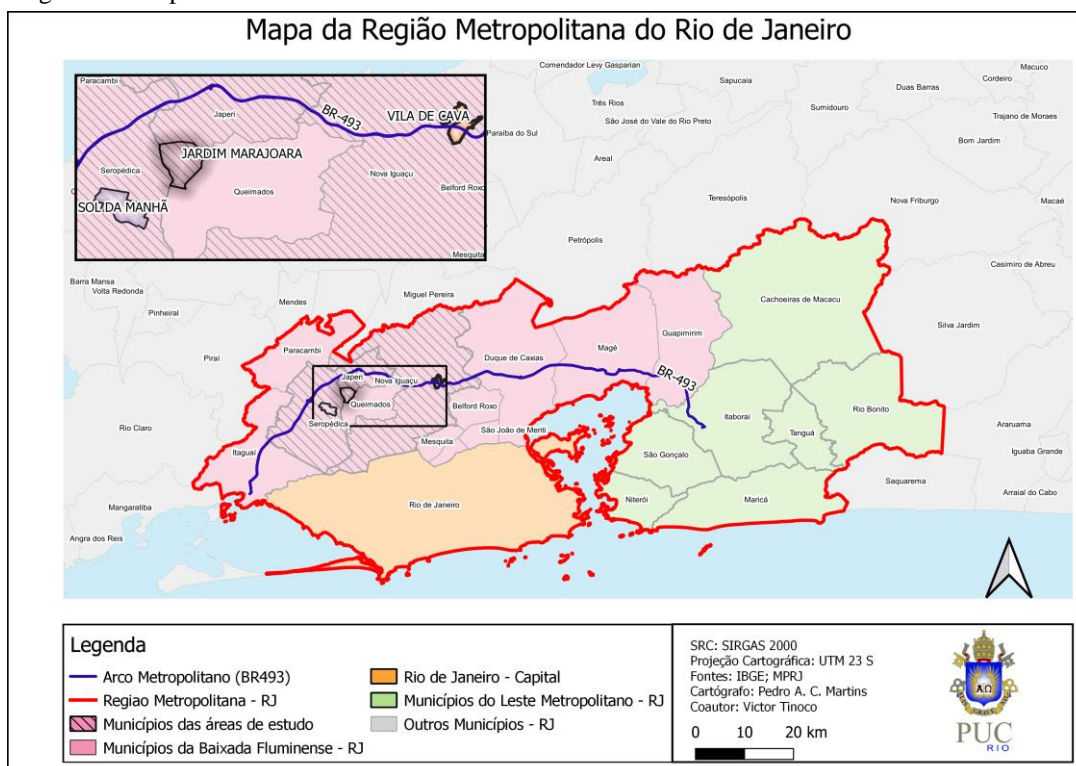 Mapa da Região Metropolitana do Rio de Janeiro
Paracambi
Japeri
BR-493
VILA DE CAVA
JARDIM MARAJOARA
Seropédica
Nova Iguaçu
Queimados
SOL DA MANHÃ
Belford Roxo
Mesquita
Comendador Levy Gasparian
Sapucaia
Macuco
Cordeiro
Duas Barras
Três Rios
Sumidouro
Trajano de Moraes
São José do Vale do Rio Preto
Paraíba do Sul
Bom Jardim
Areal
Teresópolis
Nova Friburgo
Macaé
Petrópolis
Casimiro de Abreu
Barra Mansa
Volta Redonda
Mendes
Miguel Pereira
Pinheiral
Cachoeiras de Macacu
Silva Jardim
Piraí
Paracambi
Duque de Caxias
Magé
Guapimirim
Japeri
Nova Iguaçu
BR-493
Queimados
Belford Roxo
Itaboraí
Rio Bonito
Seropédica
Rio Claro
Mesquita
São João de Meriti
Tanguá
Araruama
Itaguaí
São Gonçalo
Iguaba Grande
Saquarema
Arraial do Cabo
Niterói
Maricá
Rio de Janeiro
Mangaratiba
Angra dos Reis
Legenda
Arco Metropolitano (BR493)
Regiao Metropolitana - RJ
Municípios das áreas de estudo
Municípios da Baixada Fluminense - RJ
Rio de Janeiro - Capital
Municípios do Leste Metropolitano - RJ
Outros Municípios - RJ
SRC: SIRGAS 2000
Projeção Cartográfica: UTM 23 S
Fontes: IBGE; MPRJ
Cartógrafo: Pedro A. C. Martins
Coautor: Victor Tinoco
0 10 20 km
ΑΩ
PUC
RIO